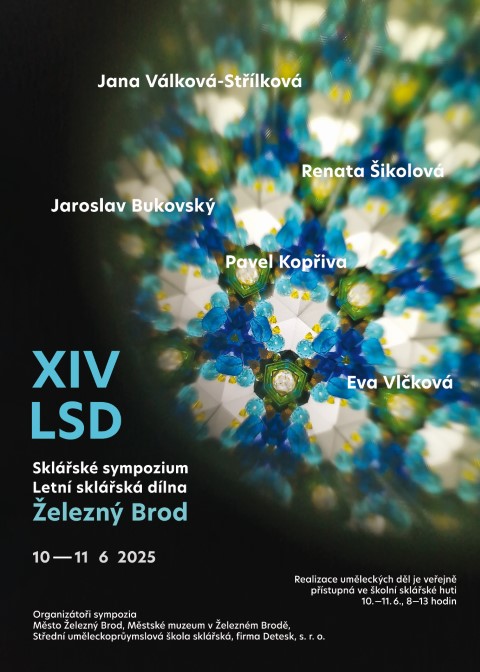 Jana Válková-Střílková
Renata Šikolová
Jaroslav Bukovský
Pavel Kopřiva
Eva Vlčková
XIV
LSD
Sklářské sympozium
Letní sklářská dílna
Železný Brod
10—11 6 2025
Realizace uměleckých děl je veřejně
přístupná ve školní sklářské huti
10.–11. 6., 8–13 hodin
Organizátoři sympozia
Město Železný Brod, Městské muzeum v Železném Brodě,
Střední uměleckoprůymslová škola sklářská, firma Detesk, s. r. o.